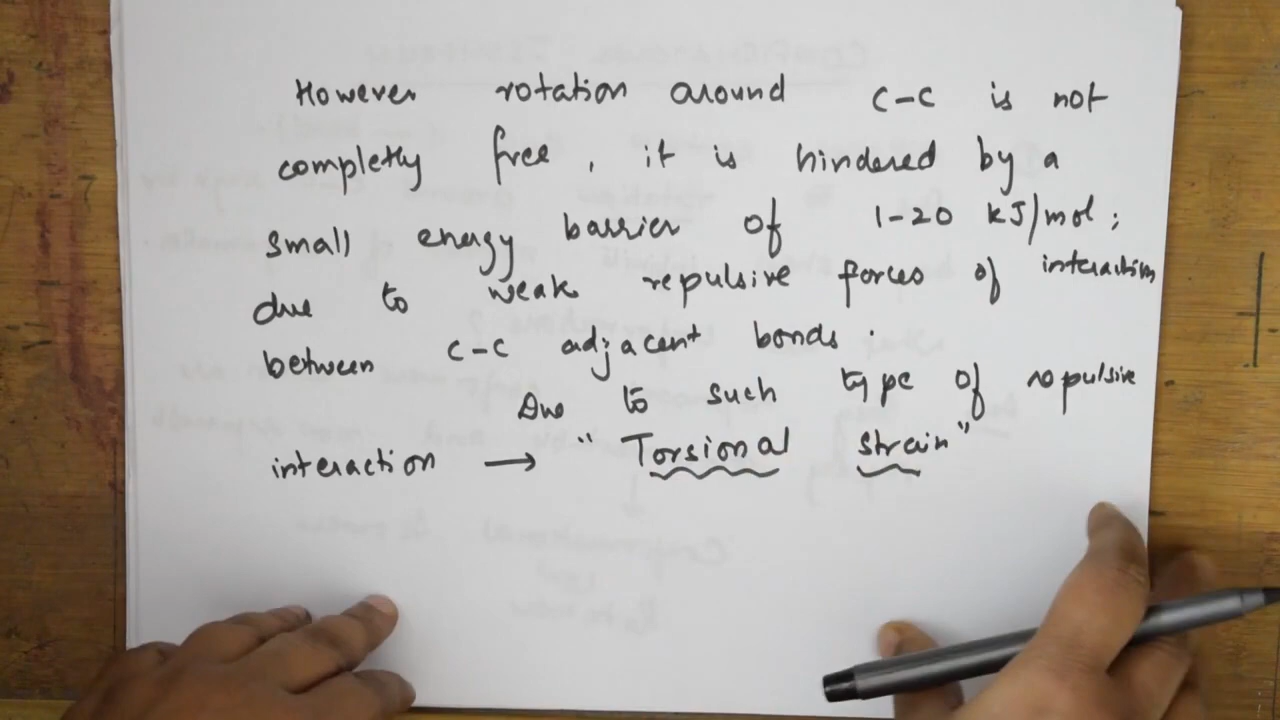 However rotation around C-C is not
completly free, it is hindered by a
small energy barrier of 1-20 kJ/mol;
due to weak repulsive forces of interaction
between C-C adjacent bonds.
Due to such type of repulsive
interaction → "Torsional strain"